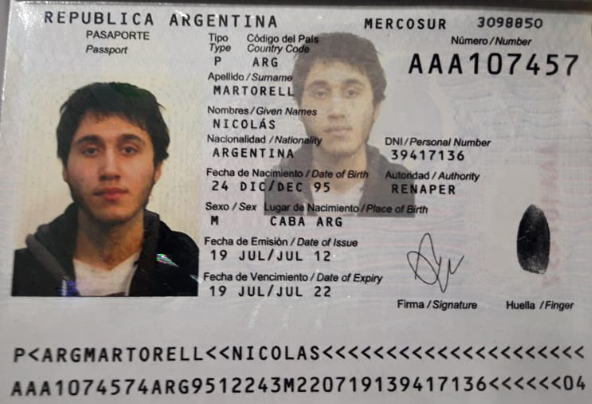 REPUBLICA ARGENTINA MERCOSUR 3098850
PASAPORTE
Passport
Tipo Código del País
Type Country Code
P ARG
Número/Number
AAA107457
Apellido/Surname
MARTORELL
Nombres/Given Names
NICOLÁS
Nacionalidad/Nationality DNI/Personal Number
ARGENTINA 39417136
Fecha de Nacimiento/Date of Birth Autoridad/Authority
24 DIC/DEC 95 RENAPER
Sexo/Sex Lugar de Nacimiento/Place of Birth
M CABA ARG
Fecha de Emisión/Date of Issue
19 JUL/JUL 12
Fecha de Vencimiento/Date of Expiry
19 JUL/JUL 22
Firma/Signature Huella/Finger
P<ARGMARTORELL<<NICOLAS<<<<<<<<<<<<<<<<<<<<<
AAA1074574ARG9512243M220719139417136<<<<<<04